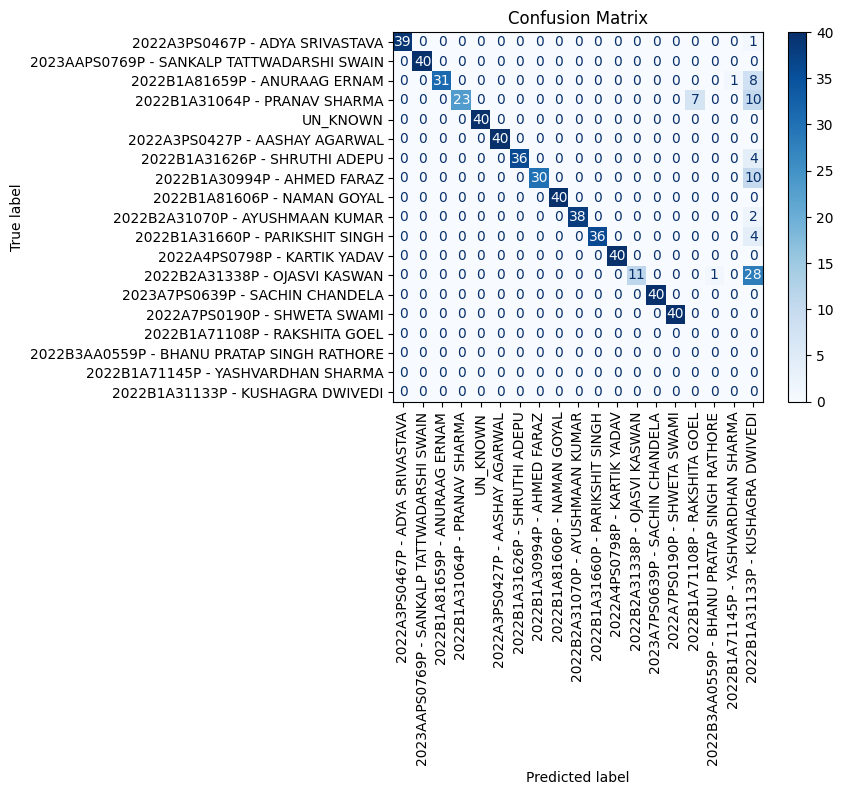 Confusion Matrix
True label
2022A3PS0467P - ADYA SRIVASTAVA 39 0 0 0 0 0 0 0 0 0 0 0 0 0 0 0 0 0 1
2023AAPS0769P - SANKALP TATTWADARSHI SWAIN 0 40 0 0 0 0 0 0 0 0 0 0 0 0 0 0 0 0 0
2022B1A81659P - ANURAAG ERNAM 0 0 31 0 0 0 0 0 0 0 0 0 0 0 0 0 0 1 8
2022B1A31064P - PRANAV SHARMA 0 0 0 23 0 0 0 0 0 0 0 0 0 0 0 7 0 0 10
UN_KNOWN 0 0 0 0 40 0 0 0 0 0 0 0 0 0 0 0 0 0 0
2022A3PS0427P - AASHAY AGARWAL 0 0 0 0 0 40 0 0 0 0 0 0 0 0 0 0 0 0 0
2022B1A31626P - SHRUTHI ADEPU 0 0 0 0 0 0 36 0 0 0 0 0 0 0 0 0 0 0 4
2022B1A30994P - AHMED FARAZ 0 0 0 0 0 0 0 30 0 0 0 0 0 0 0 0 0 0 10
2022B1A81606P - NAMAN GOYAL 0 0 0 0 0 0 0 0 40 0 0 0 0 0 0 0 0 0 0
2022B2A31070P - AYUSHMAAN KUMAR 0 0 0 0 0 0 0 0 0 38 0 0 0 0 0 0 0 0 2
2022B1A31660P - PARIKSHIT SINGH 0 0 0 0 0 0 0 0 0 0 36 0 0 0 0 0 0 0 4
2022A4PS0798P - KARTIK YADAV 0 0 0 0 0 0 0 0 0 0 0 40 0 0 0 0 0 0 0
2022B2A31338P - OJASVI KASWAN 0 0 0 0 0 0 0 0 0 0 0 0 11 0 0 0 1 0 28
2023A7PS0639P - SACHIN CHANDELA 0 0 0 0 0 0 0 0 0 0 0 0 0 40 0 0 0 0 0
2022A7PS0190P - SHWETA SWAMI 0 0 0 0 0 0 0 0 0 0 0 0 0 0 40 0 0 0 0
2022B1A71108P - RAKSHITA GOEL 0 0 0 0 0 0 0 0 0 0 0 0 0 0 0 0 0 0 0
2022B3AA0559P - BHANU PRATAP SINGH RATHORE 0 0 0 0 0 0 0 0 0 0 0 0 0 0 0 0 0 0 0
2022B1A71145P - YASHVARDHAN SHARMA 0 0 0 0 0 0 0 0 0 0 0 0 0 0 0 0 0 0 0
2022B1A31133P - KUSHAGRA DWIVEDI 0 0 0 0 0 0 0 0 0 0 0 0 0 0 0 0 0 0 0
2022A3PS0467P - ADYA SRIVASTAVA
2023AAPS0769P - SANKALP TATTWADARSHI SWAIN
2022B1A81659P - ANURAAG ERNAM
2022B1A31064P - PRANAV SHARMA
UN_KNOWN
2022A3PS0427P - AASHAY AGARWAL
2022B1A31626P - SHRUTHI ADEPU
2022B1A30994P - AHMED FARAZ
2022B1A81606P - NAMAN GOYAL
2022B2A31070P - AYUSHMAAN KUMAR
2022B1A31660P - PARIKSHIT SINGH
2022A4PS0798P - KARTIK YADAV
2022B2A31338P - OJASVI KASWAN
2023A7PS0639P - SACHIN CHANDELA
2022A7PS0190P - SHWETA SWAMI
2022B1A71108P - RAKSHITA GOEL
2022B3AA0559P - BHANU PRATAP SINGH RATHORE
2022B1A71145P - YASHVARDHAN SHARMA
2022B1A31133P - KUSHAGRA DWIVEDI
Predicted label
40
35
30
25
20
15
10
5
0